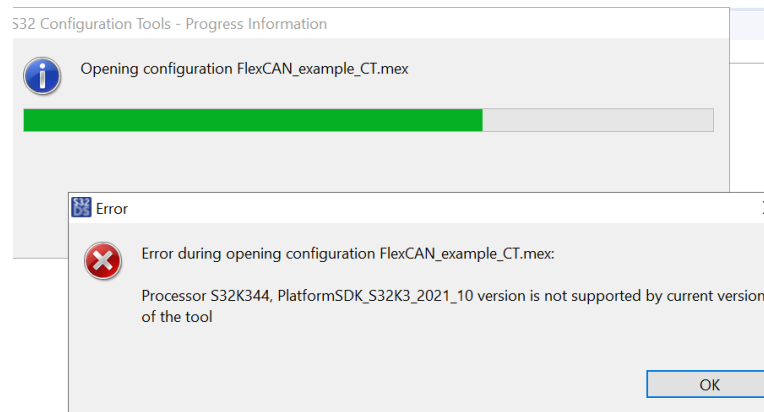 S32 Configuration Tools - Progress Information
Opening configuration FlexCAN_example_CT.mex
S32
DS
Error
Error during opening configuration FlexCAN_example_CT.mex:
Processor S32K344, PlatformSDK_S32K3_2021_10 version is not supported by current version
of the tool
OK